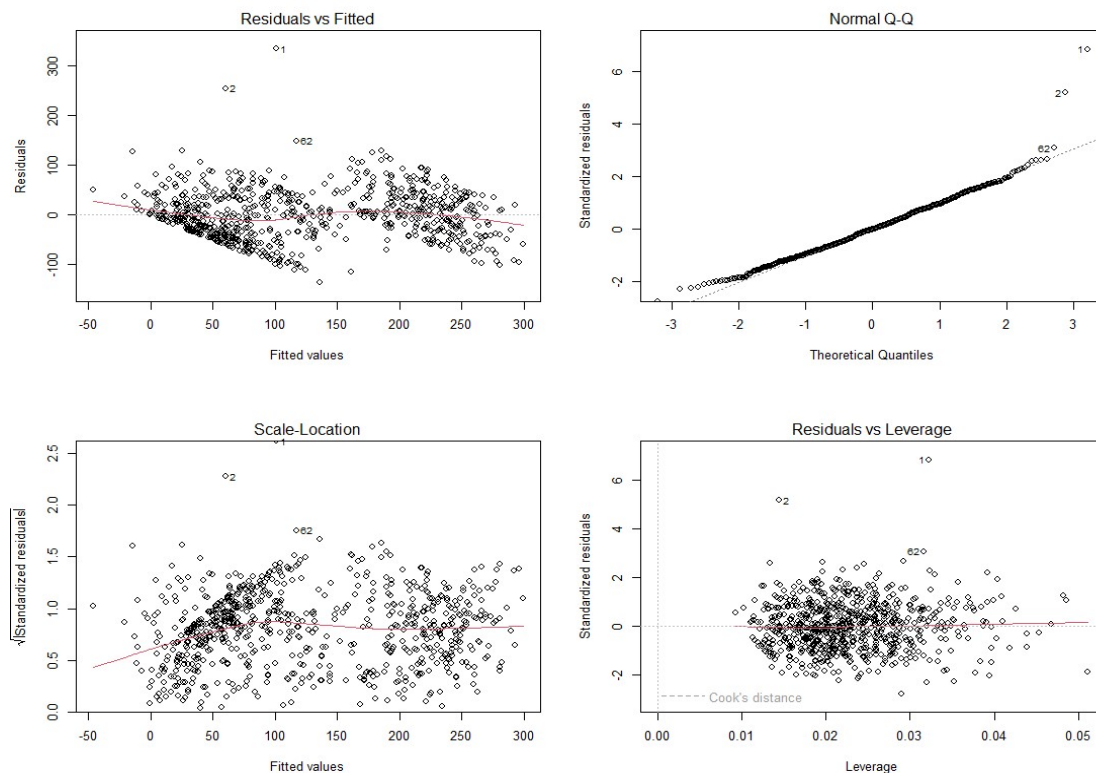 Residuals vs Fitted
Residuals
300
200
100
0
-100
1
2
62
-50 0 50 100 150 200 250 300
Fitted values
Normal Q-Q
Standardized residuals
6
4
2
0
-2
1
2
62
-3 -2 -1 0 1 2 3
Theoretical Quantiles
Scale-Location
√|Standardized residuals|
2.5
2.0
1.5
1.0
0.5
0.0
1
2
62
-50 0 50 100 150 200 250 300
Fitted values
Residuals vs Leverage
Standardized residuals
6
4
2
0
-2
1
2
62
Cook's distance
0.00 0.01 0.02 0.03 0.04 0.05
Leverage